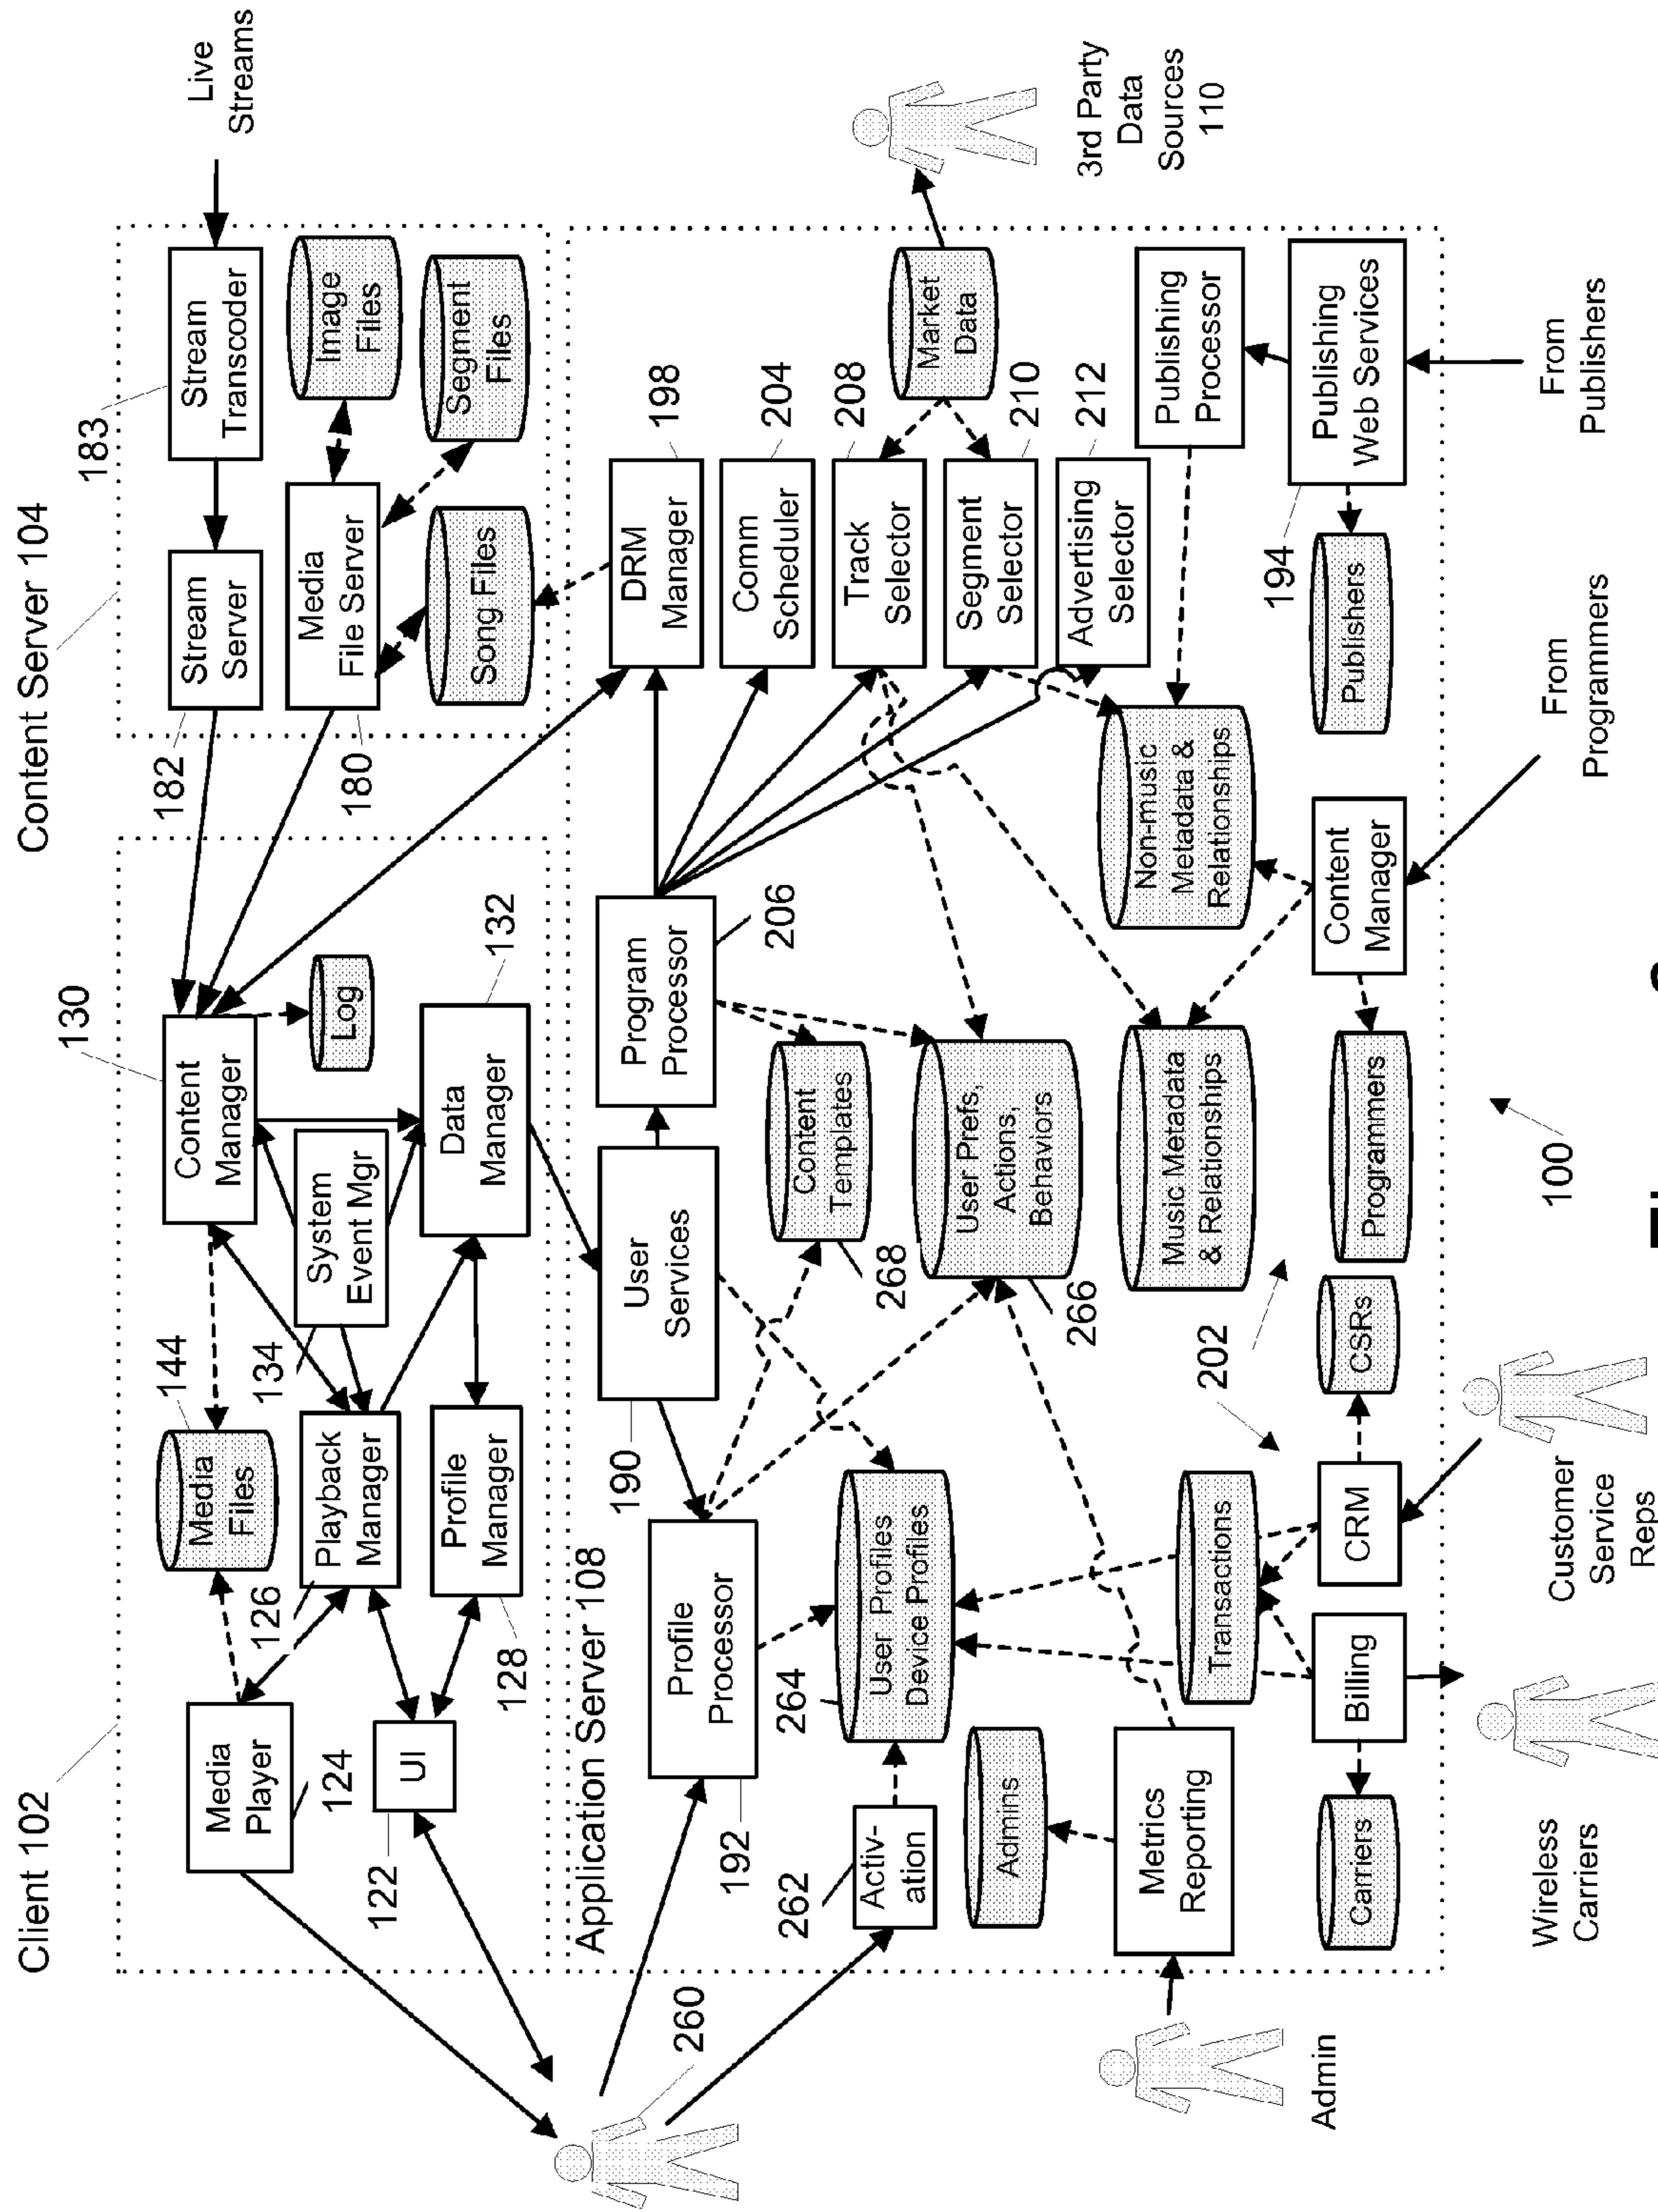 Content Server 104
Client 102
Live
Streams
183
Stream
Transcoder
Stream
Server
182
Media
File Server
180
Image
Files
Segment
Files
Song Files
130
Content
Manager
Log
132
Data
Manager
System
Event Mgr
134
144
Media
Files
Playback
Manager
126
Profile
Manager
128
Media
Player
124
UI
122
Application Server 108
260
User
Services
190
Program
Processor
206
DRM
Manager
198
Comm
Scheduler
204
Track
Selector
208
Segment
Selector
210
Advertising
Selector
212
Market
Data
3rd Party
Data
Sources
110
Profile
Processor
192
Content
Templates
268
User Prefs,
Actions,
Behaviors
266
User Profiles
Device Profiles
264
Activ-
ation
262
Admins
Metrics
Reporting
Admin
Music Metadata
& Relationships
Non-music
Metadata &
Relationships
Publishing
Processor
Publishing
Web Services
194
Publishers
From
Publishers
Content
Manager
From
Programmers
Programmers
202
CSRs
Transactions
CRM
Billing
Carriers
Wireless
Carriers
Customer
Service
Reps
100